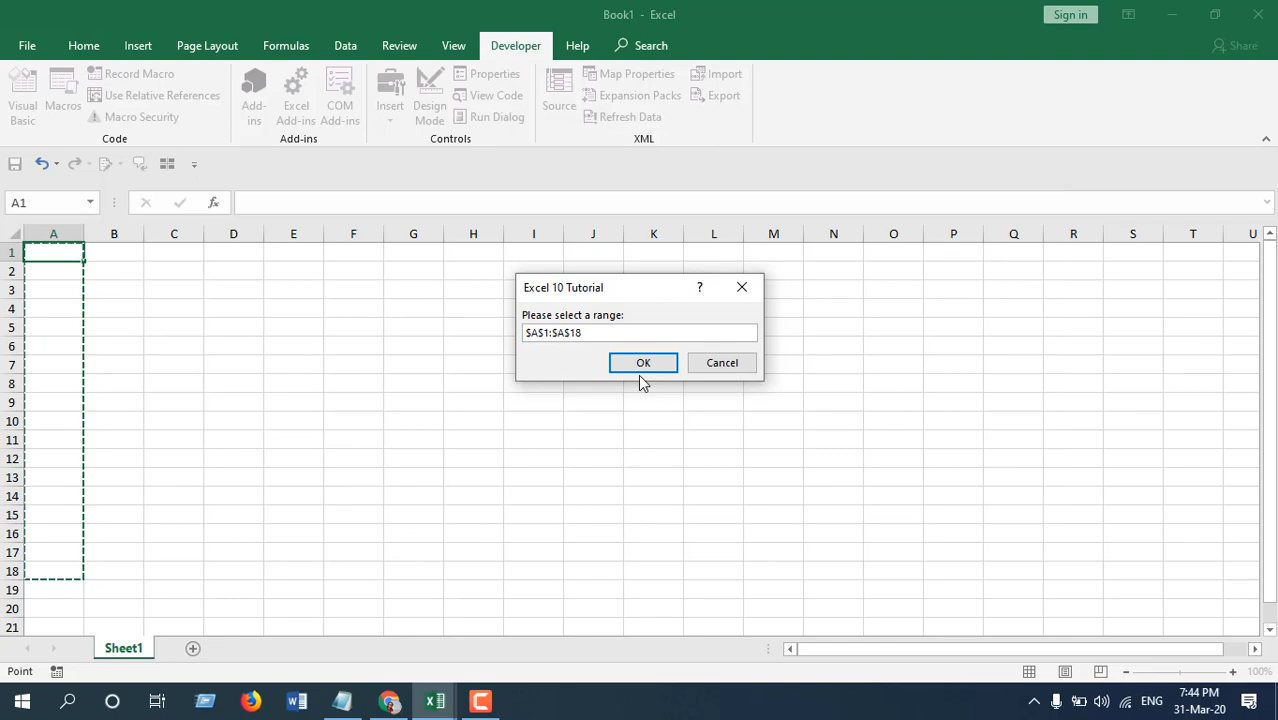 Book1 - Excel
Sign in
File Home Insert Page Layout Formulas Data Review View Developer Help Search Share
Visual Basic
Macros
Record Macro
Use Relative References
Macro Security
Code
Add-ins
Excel Add-ins
COM Add-ins
Add-ins
Insert
Design Mode
Properties
View Code
Run Dialog
Controls
Source
Map Properties
Expansion Packs
Refresh Data
Import
Export
XML
A1
fx
A B C D E F G H I J K L M N O P Q R S T U
1
2
3
4
5
6
7
8
9
10
11
12
13
14
15
16
17
18
19
20
21
Excel 10 Tutorial
?
Please select a range:
$A$1:$A$18
OK Cancel
Sheet1
Point
100%
ENG
7:44 PM
31-Mar-20